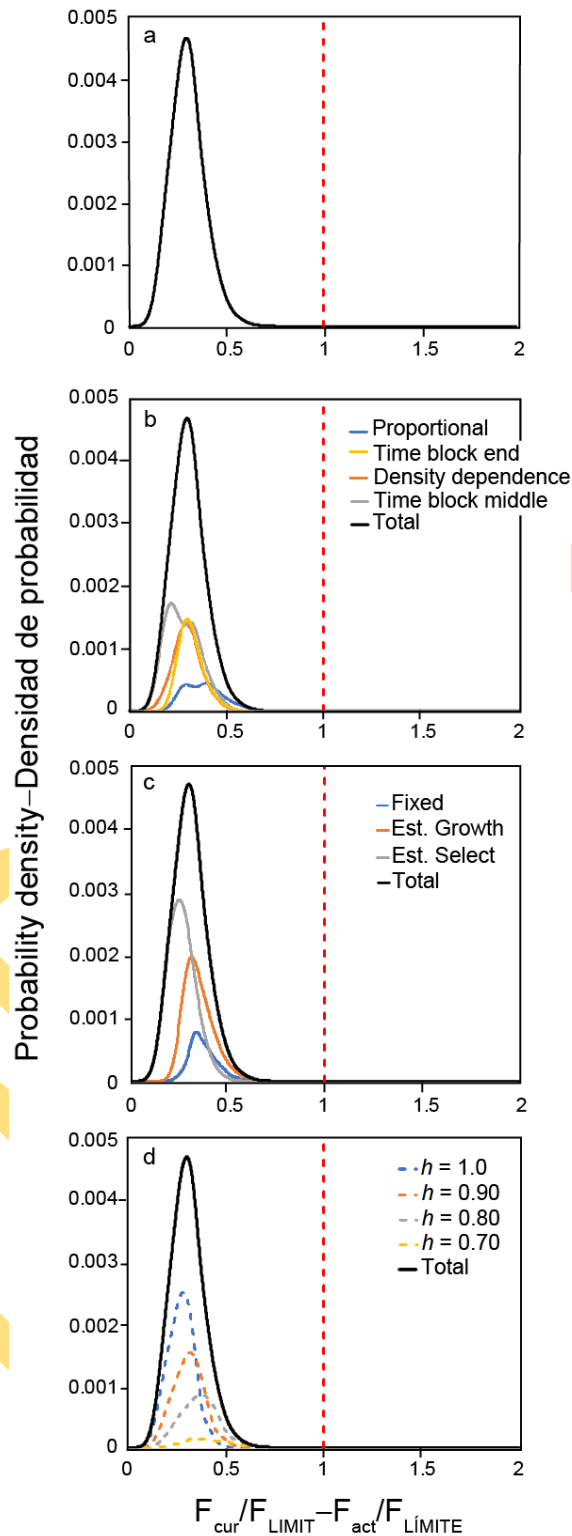 Probability density–Densidad de probabilidad
a
0.005
0.004
0.003
0.002
0.001
0
0
0.5
1
1.5
2
b
0.005
0.004
0.003
0.002
0.001
0
Proportional
Time block end
Density dependence
Time block middle
Total
0
0.5
1
1.5
2
c
0.005
0.004
0.003
0.002
0.001
0
Fixed
Est. Growth
Est. Select
Total
0
0.5
1
1.5
2
d
0.005
0.004
0.003
0.002
0.001
0
h = 1.0
h = 0.90
h = 0.80
h = 0.70
Total
0
0.5
1
1.5
2
F_cur/F_LIMIT–F_act/F_LÍMITE